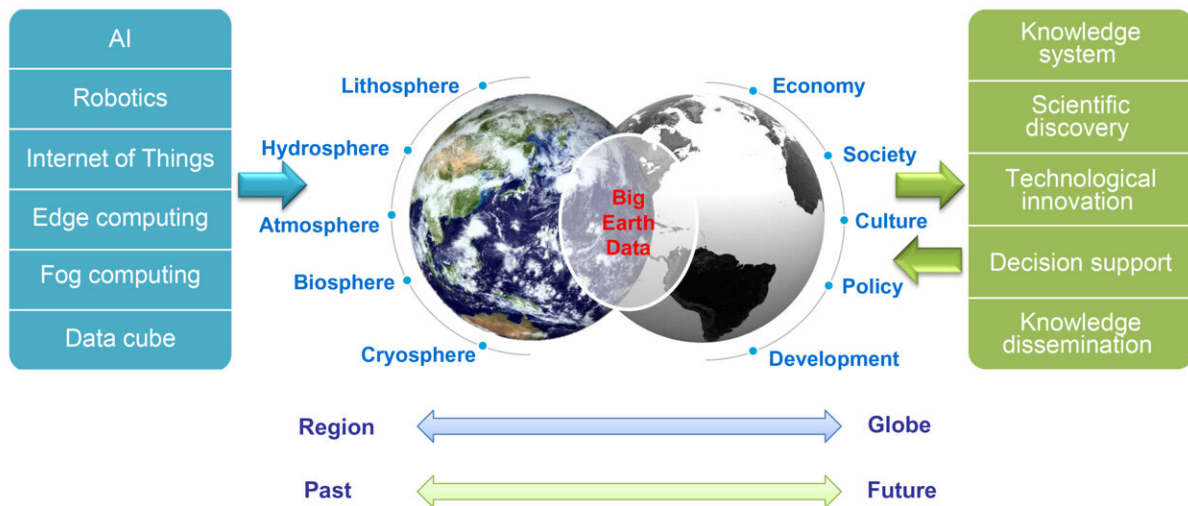 AI
Robotics
Internet of Things
Edge computing
Fog computing
Data cube
Lithosphere
Hydrosphere
Atmosphere
Biosphere
Cryosphere
Big
Earth
Data
Economy
Society
Culture
Policy
Development
Knowledge
system
Scientific
discovery
Technological
innovation
Decision support
Knowledge
dissemination
Region
Globe
Past
Future